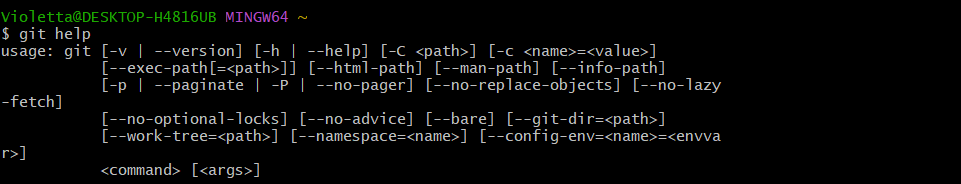 Violetta@DESKTOP-H4816UB MINGW64 ~
$ git help
usage: git [-v | --version] [-h | --help] [-C <path>] [-c <name>=<value>]
           [--exec-path[=<path>]] [--html-path] [--man-path] [--info-path]
           [-p | --paginate | -P | --no-pager] [--no-replace-objects] [--no-lazy
-fetch]
           [--no-optional-locks] [--no-advice] [--bare] [--git-dir=<path>]
           [--work-tree=<path>] [--namespace=<name>] [--config-env=<name>=<envva
r>]
           <command> [<args>]